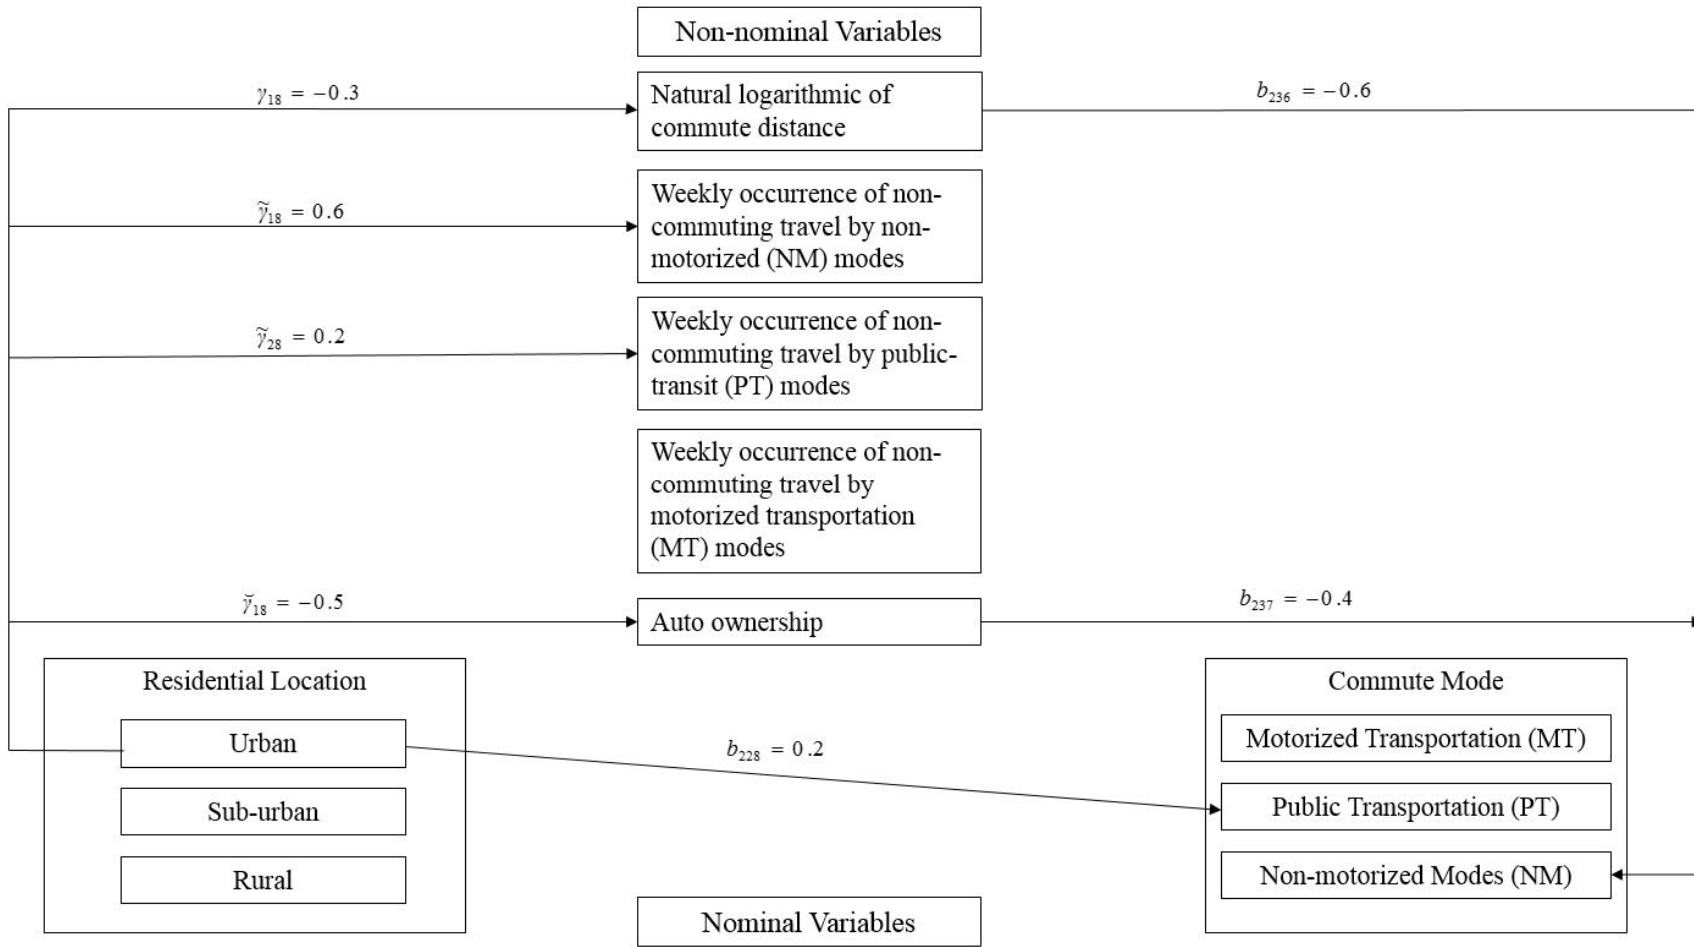 Non-nominal Variables
γ₁₈ = −0.3
Natural logarithmic of
commute distance
b₂₃₆ = −0.6
γ̃₁₈ = 0.6
Weekly occurrence of non-
commuting travel by non-
motorized (NM) modes
γ̃₂₈ = 0.2
Weekly occurrence of non-
commuting travel by public-
transit (PT) modes
Weekly occurrence of non-
commuting travel by
motorized transportation
(MT) modes
γ̆₁₈ = −0.5
Auto ownership
b₂₃₇ = −0.4
Residential Location
Urban
Sub-urban
Rural
b₂₂₈ = 0.2
Commute Mode
Motorized Transportation (MT)
Public Transportation (PT)
Non-motorized Modes (NM)
Nominal Variables